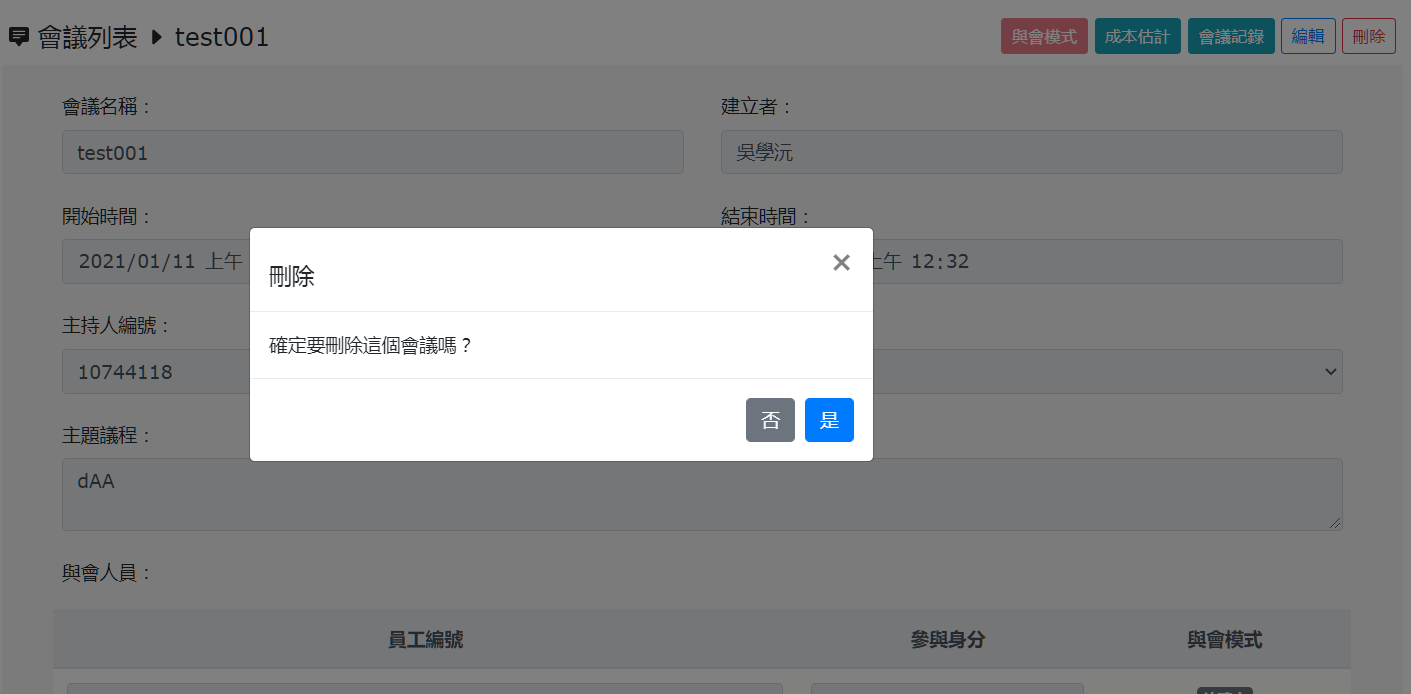 會議列表 test001
與會模式 成本估計 會議記錄 編輯 刪除
會議名稱： 建立者：
test001 吳學沅
開始時間： 結束時間：
2021/01/11 上午 上午 12:32
刪除 ×
主持人編號：
確定要刪除這個會議嗎？
10744118
否 是
主題議程：
dAA
與會人員：
員工編號 參與身分 與會模式